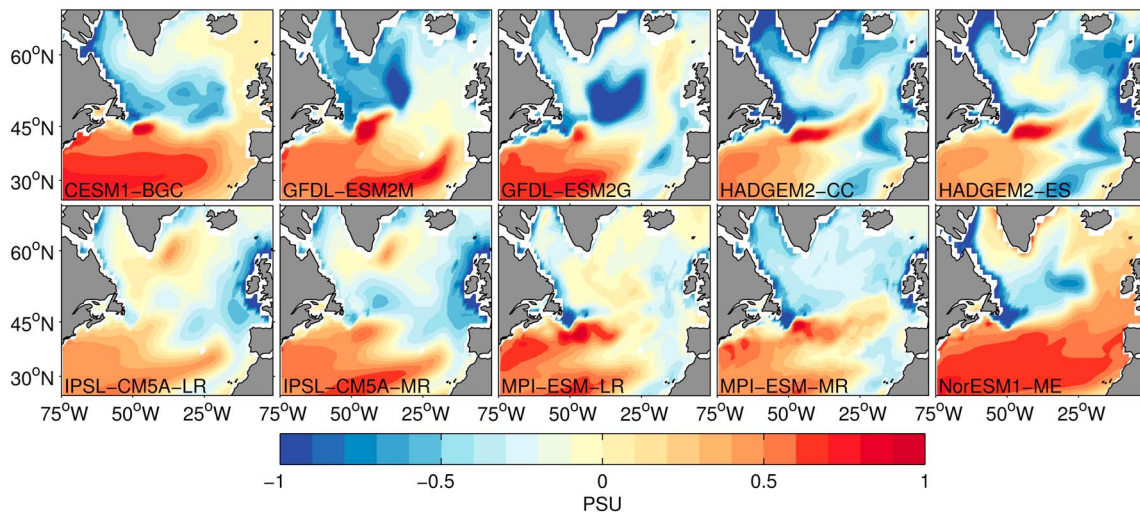 60°N
45°N
30°N
CESM1−BGC
GFDL−ESM2M
GFDL−ESM2G
HADGEM2−CC
HADGEM2−ES
60°N
45°N
30°N
IPSL−CM5A−LR
IPSL−CM5A−MR
MPI−ESM−LR
MPI−ESM−MR
NorESM1−ME
75°W 50°W 25°W 75°W 50°W 25°W 75°W 50°W 25°W 75°W 50°W 25°W 75°W 50°W 25°W
−1 −0.5 0 0.5 1
PSU